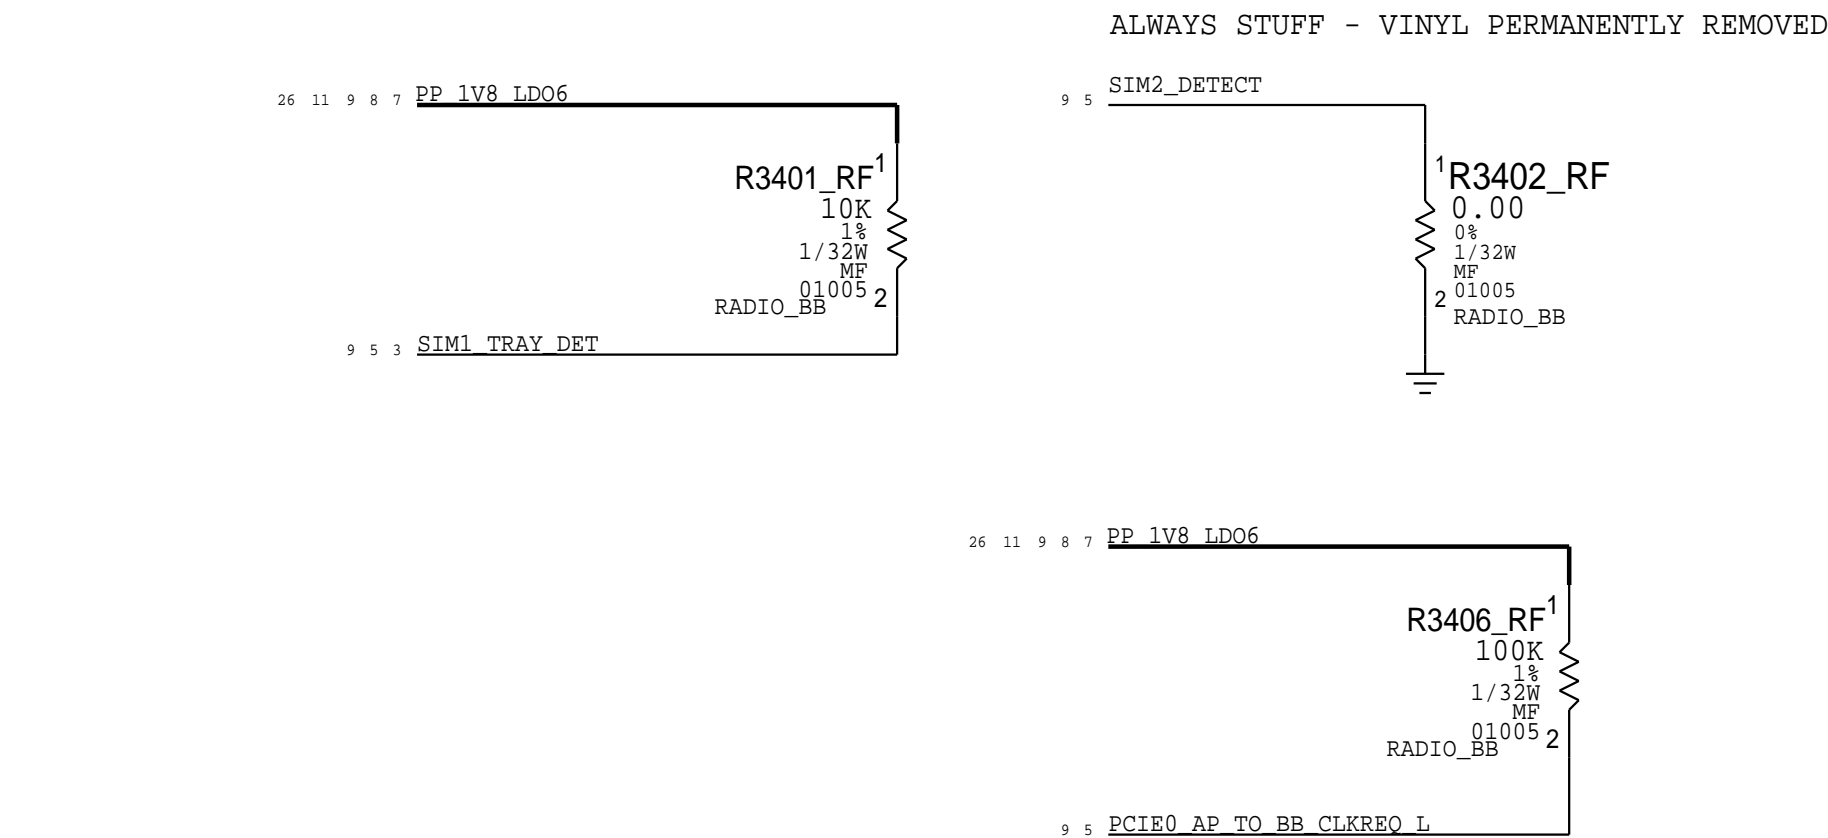 ALWAYS STUFF - VINYL PERMANENTLY REMOVED
26 11 9 8 7 PP_1V8_LDO6
R3401_RF 1
10K
1%
1/32W
MF
01005 2
RADIO_BB
9 5 3 SIM1_TRAY_DET
9 5 SIM2_DETECT
1 R3402_RF
0.00
0%
1/32W
MF
2 01005
RADIO_BB
26 11 9 8 7 PP_1V8_LDO6
R3406_RF 1
100K
1%
1/32W
MF
01005 2
RADIO_BB
9 5 PCIE0_AP_TO_BB_CLKREQ_L